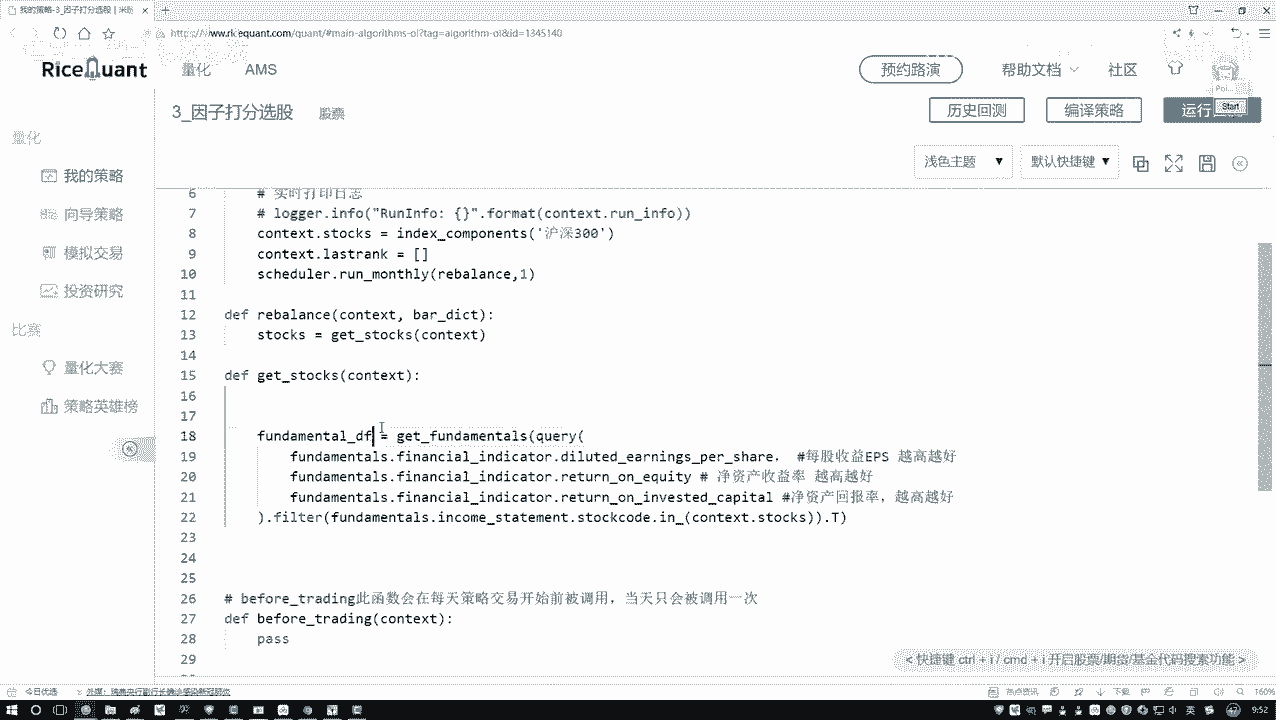 我的策略-3_因子打分选股 | 米筐
http://www.ricequant.com/quant/#main-algorithms-ol?tag=algorithm-ol&id=1345140
RiceQuant
量化
AMS
预约路演
帮助文档
社区
3_因子打分选股
股票
历史回测
编译策略
运行
Start
浅色主题
默认快捷键
量化
我的策略
向导策略
模拟交易
投资研究
比赛
量化大赛
策略英雄榜
6 # 实时打印日志
7 # logger.info("RunInfo: {}".format(context.run_info))
8 context.stocks = index_components('沪深300')
9 context.lastrank = []
10 scheduler.run_monthly(rebalance,1)
11
12 def rebalance(context, bar_dict):
13 stocks = get_stocks(context)
14
15 def get_stocks(context):
16
17
18 fundamental_df = get_fundamentals(query(
19 fundamentals.financial_indicator.diluted_earnings_per_share, #每股收益EPS 越高越好
20 fundamentals.financial_indicator.return_on_equity # 净资产收益率 越高越好
21 fundamentals.financial_indicator.return_on_invested_capital #净资产回报率, 越高越好
22 ).filter(fundamentals.income_statement.stockcode.in_(context.stocks)).T)
23
24
25
26 # before_trading此函数会在每天策略交易开始前被调用，当天只会被调用一次
27 def before_trading(context):
28 pass
29
< 快捷键 ctrl + i / cmd + i 开启股票/期货/基金代码搜索功能 >
今日优选
热点资讯
下载
160%
9:52